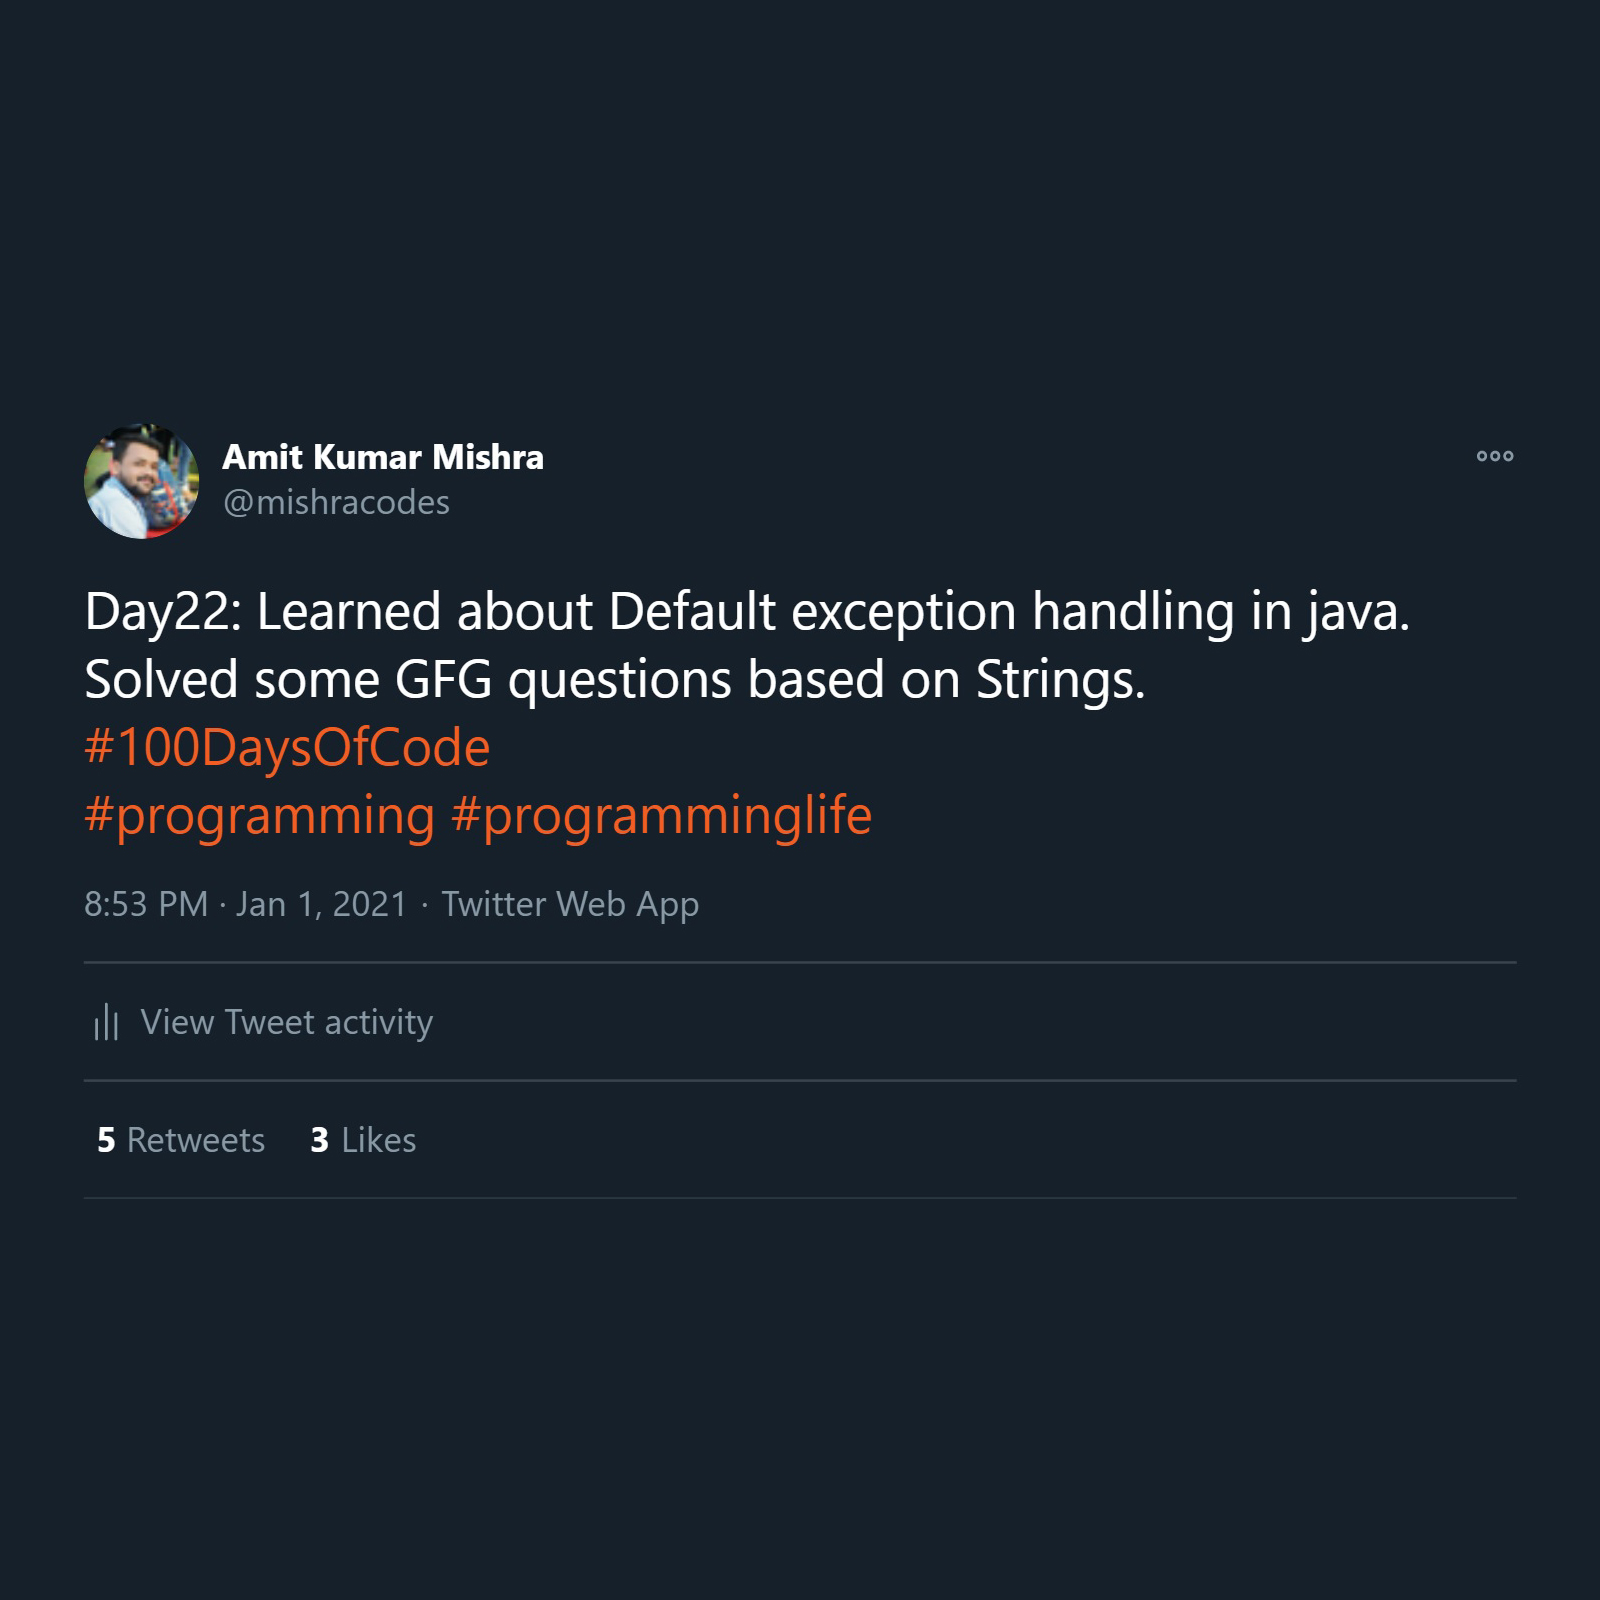 Amit Kumar Mishra
@mishracodes
Day22: Learned about Default exception handling in java.
Solved some GFG questions based on Strings.
#100DaysOfCode
#programming #programminglife
8:53 PM · Jan 1, 2021 · Twitter Web App
View Tweet activity
5 Retweets 3 Likes